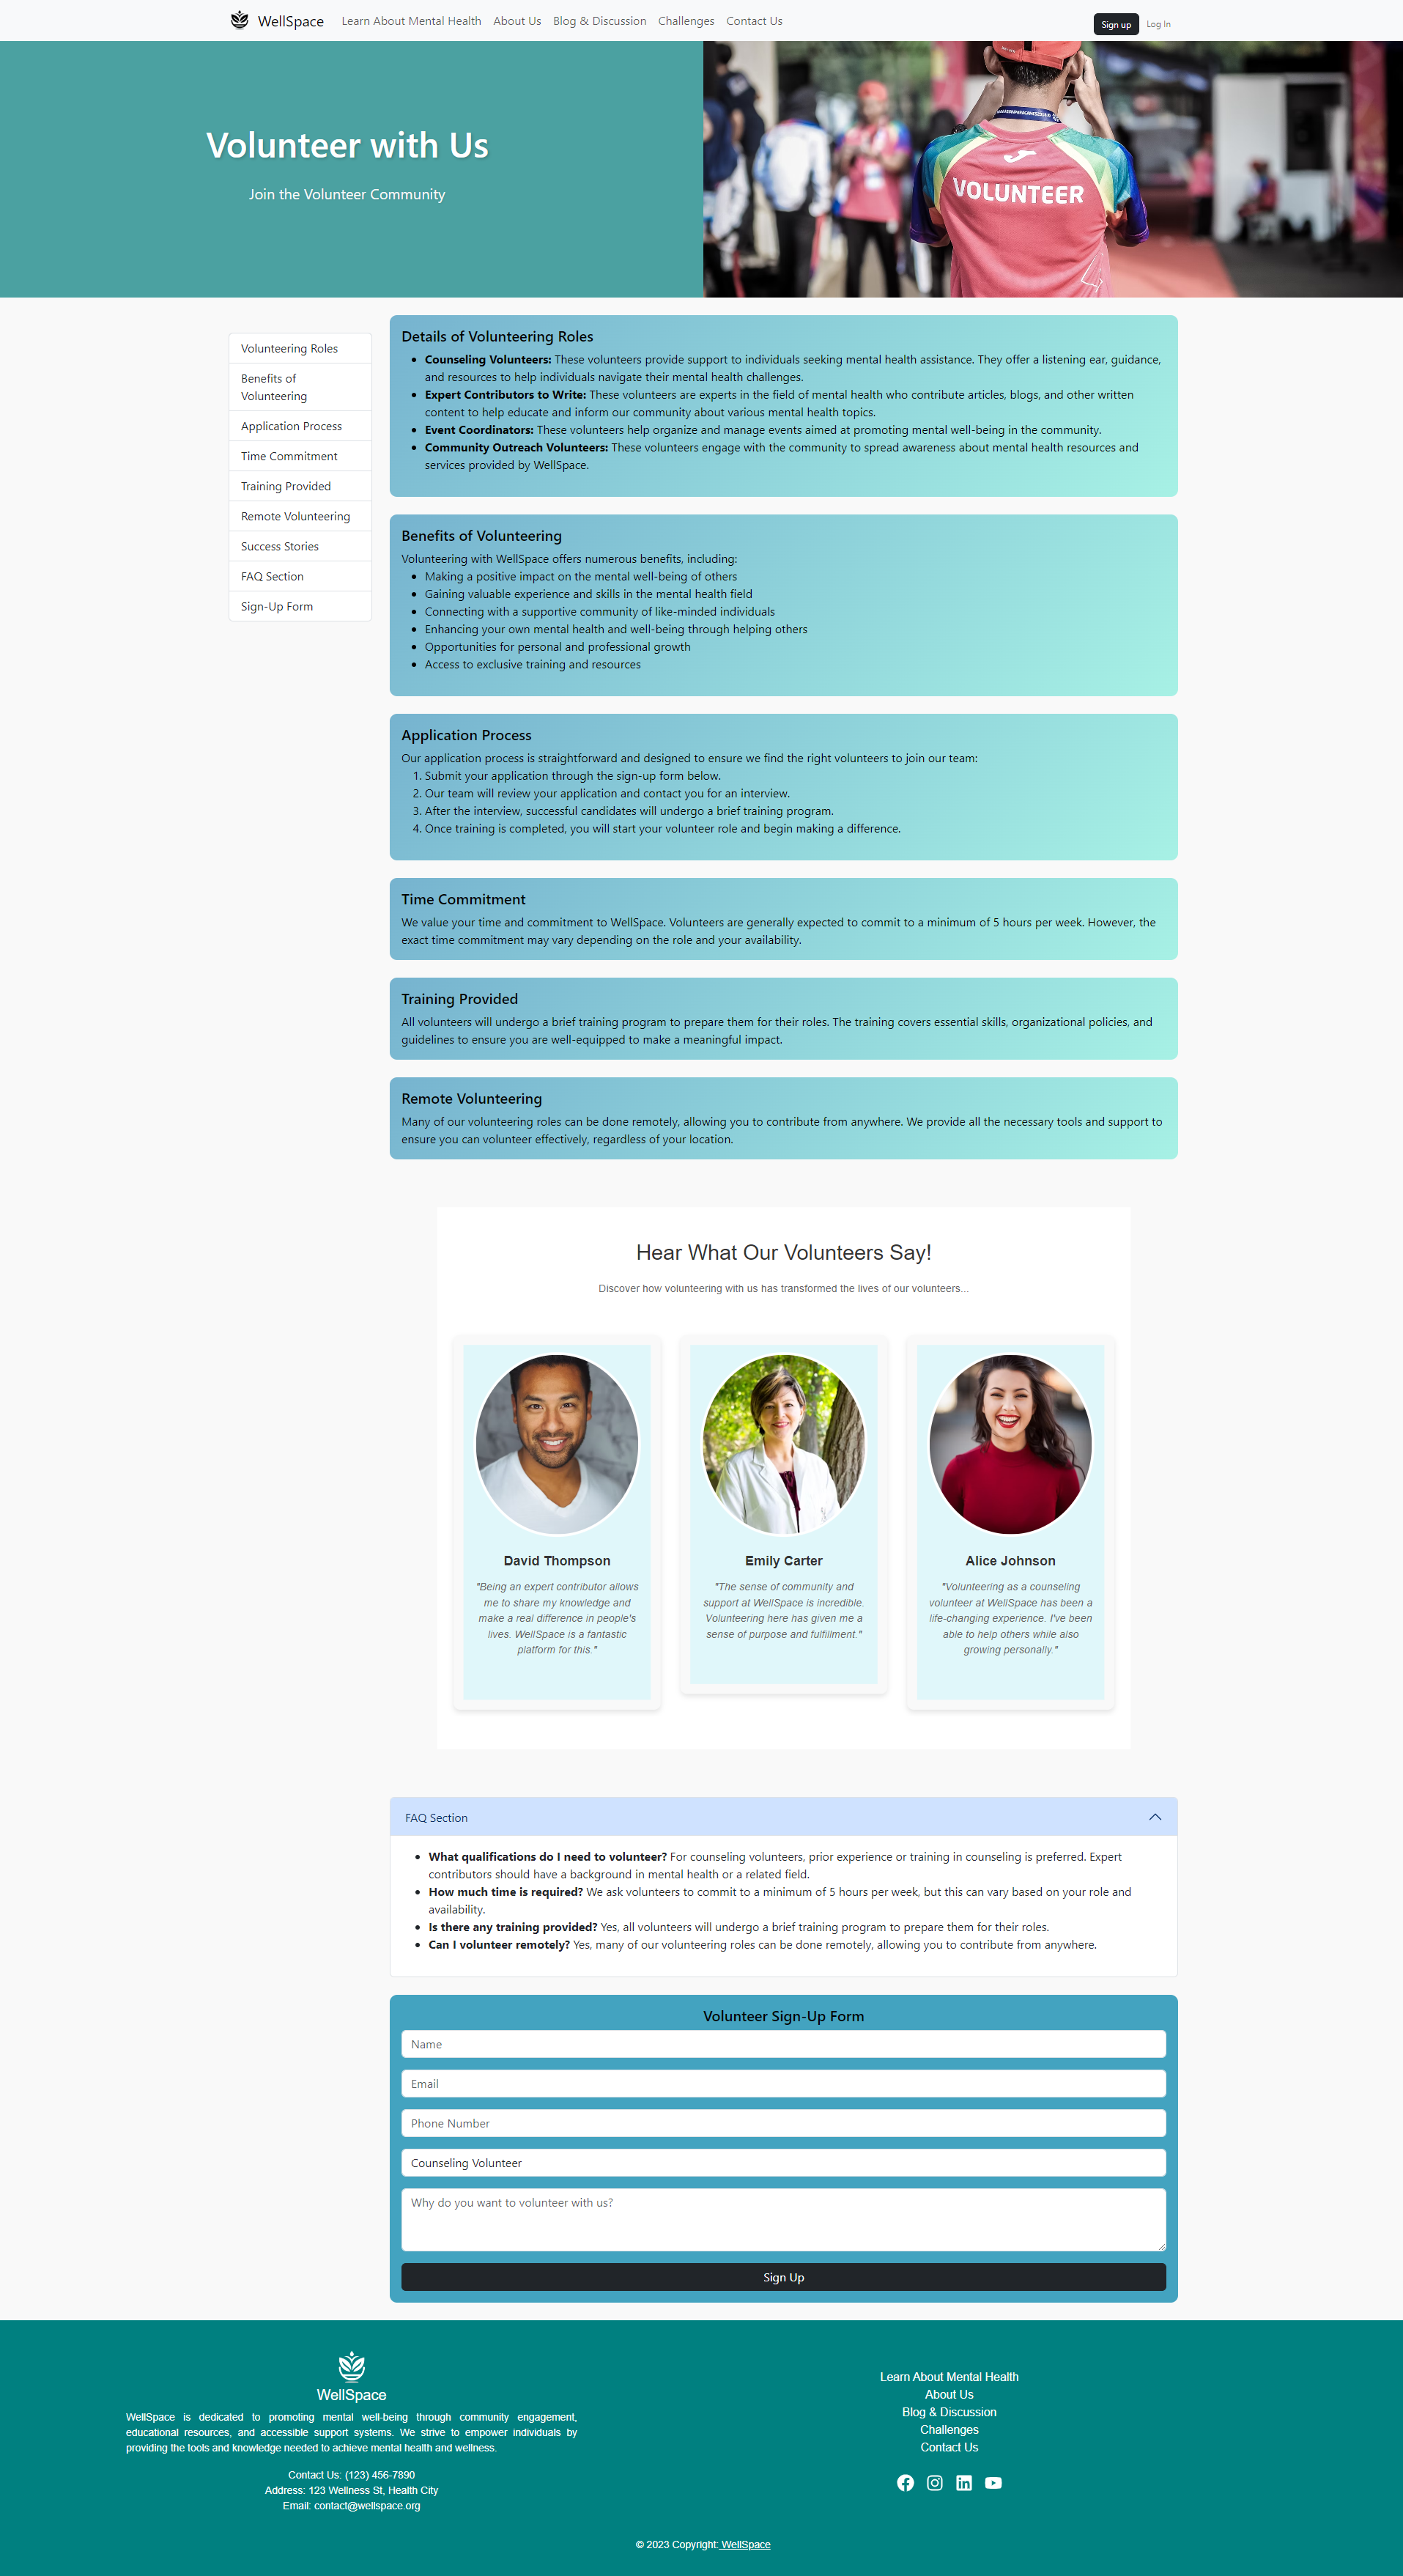 WellSpace
Learn About Mental Health
About Us
Blog & Discussion
Challenges
Contact Us
Sign up
Log In
Volunteer with Us
Join the Volunteer Community
VOLUNTEER
Volunteering Roles
Benefits of
Volunteering
Application Process
Time Commitment
Training Provided
Remote Volunteering
Success Stories
FAQ Section
Sign-Up Form
Details of Volunteering Roles
• Counseling Volunteers: These volunteers provide support to individuals seeking mental health assistance. They offer a listening ear, guidance,
and resources to help individuals navigate their mental health challenges.
• Expert Contributors to Write: These volunteers are experts in the field of mental health who contribute articles, blogs, and other written
content to help educate and inform our community about various mental health topics.
• Event Coordinators: These volunteers help organize and manage events aimed at promoting mental well-being in the community.
• Community Outreach Volunteers: These volunteers engage with the community to spread awareness about mental health resources and
services provided by WellSpace.
Benefits of Volunteering
Volunteering with WellSpace offers numerous benefits, including:
• Making a positive impact on the mental well-being of others
• Gaining valuable experience and skills in the mental health field
• Connecting with a supportive community of like-minded individuals
• Enhancing your own mental health and well-being through helping others
• Opportunities for personal and professional growth
• Access to exclusive training and resources
Application Process
Our application process is straightforward and designed to ensure we find the right volunteers to join our team:
1. Submit your application through the sign-up form below.
2. Our team will review your application and contact you for an interview.
3. After the interview, successful candidates will undergo a brief training program.
4. Once training is completed, you will start your volunteer role and begin making a difference.
Time Commitment
We value your time and commitment to WellSpace. Volunteers are generally expected to commit to a minimum of 5 hours per week. However, the
exact time commitment may vary depending on the role and your availability.
Training Provided
All volunteers will undergo a brief training program to prepare them for their roles. The training covers essential skills, organizational policies, and
guidelines to ensure you are well-equipped to make a meaningful impact.
Remote Volunteering
Many of our volunteering roles can be done remotely, allowing you to contribute from anywhere. We provide all the necessary tools and support to
ensure you can volunteer effectively, regardless of your location.
Hear What Our Volunteers Say!
Discover how volunteering with us has transformed the lives of our volunteers...
David Thompson
"Being an expert contributor allows
me to share my knowledge and
make a real difference in people's
lives. WellSpace is a fantastic
platform for this."
Emily Carter
"The sense of community and
support at WellSpace is incredible.
Volunteering here has given me a
sense of purpose and fulfillment."
Alice Johnson
"Volunteering as a counseling
volunteer at WellSpace has been a
life-changing experience. I've been
able to help others while also
growing personally."
FAQ Section
• What qualifications do I need to volunteer? For counseling volunteers, prior experience or training in counseling is preferred. Expert
contributors should have a background in mental health or a related field.
• How much time is required? We ask volunteers to commit to a minimum of 5 hours per week, but this can vary based on your role and
availability.
• Is there any training provided? Yes, all volunteers will undergo a brief training program to prepare them for their roles.
• Can I volunteer remotely? Yes, many of our volunteering roles can be done remotely, allowing you to contribute from anywhere.
Volunteer Sign-Up Form
Name
Email
Phone Number
Counseling Volunteer
Why do you want to volunteer with us?
Sign Up
WellSpace
WellSpace is dedicated to promoting mental well-being through community engagement,
educational resources, and accessible support systems. We strive to empower individuals by
providing the tools and knowledge needed to achieve mental health and wellness.
Contact Us: (123) 456-7890
Address: 123 Wellness St, Health City
Email: contact@wellspace.org
Learn About Mental Health
About Us
Blog & Discussion
Challenges
Contact Us
© 2023 Copyright: WellSpace